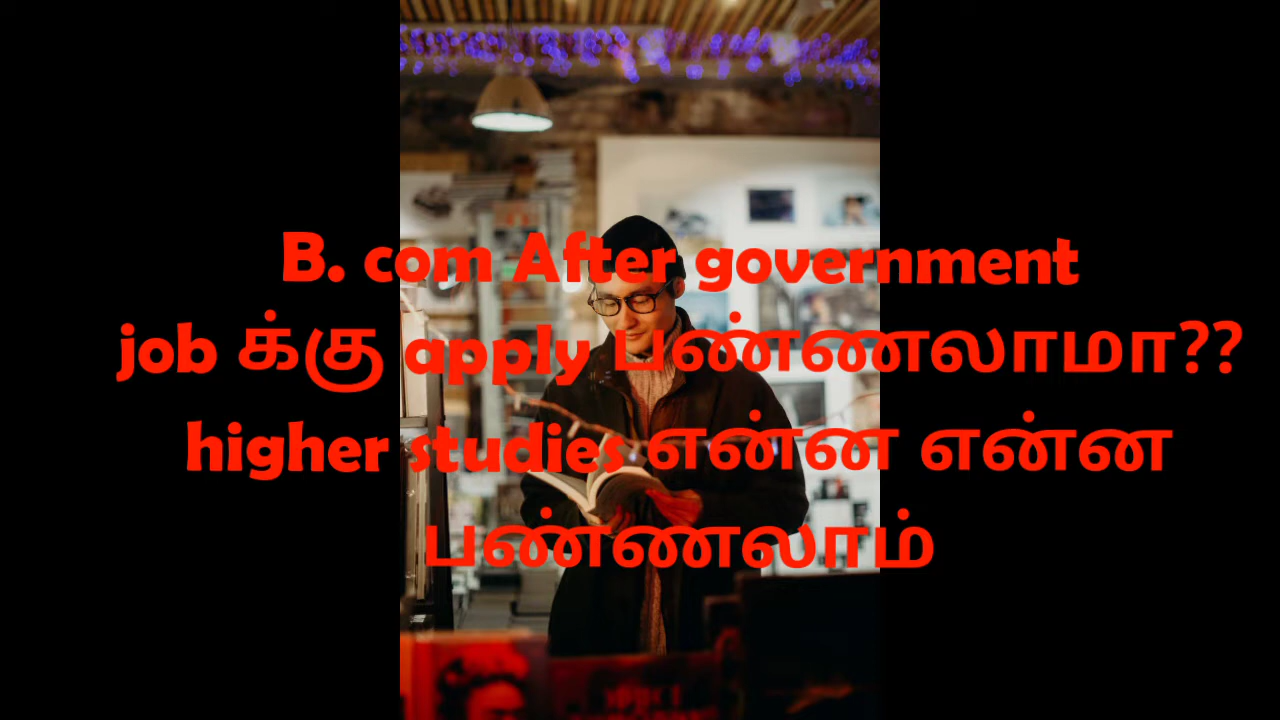 B. com After government
job க்கு apply பண்ணலாமா??
higher studies என்ன என்ன
பண்ணலாம்